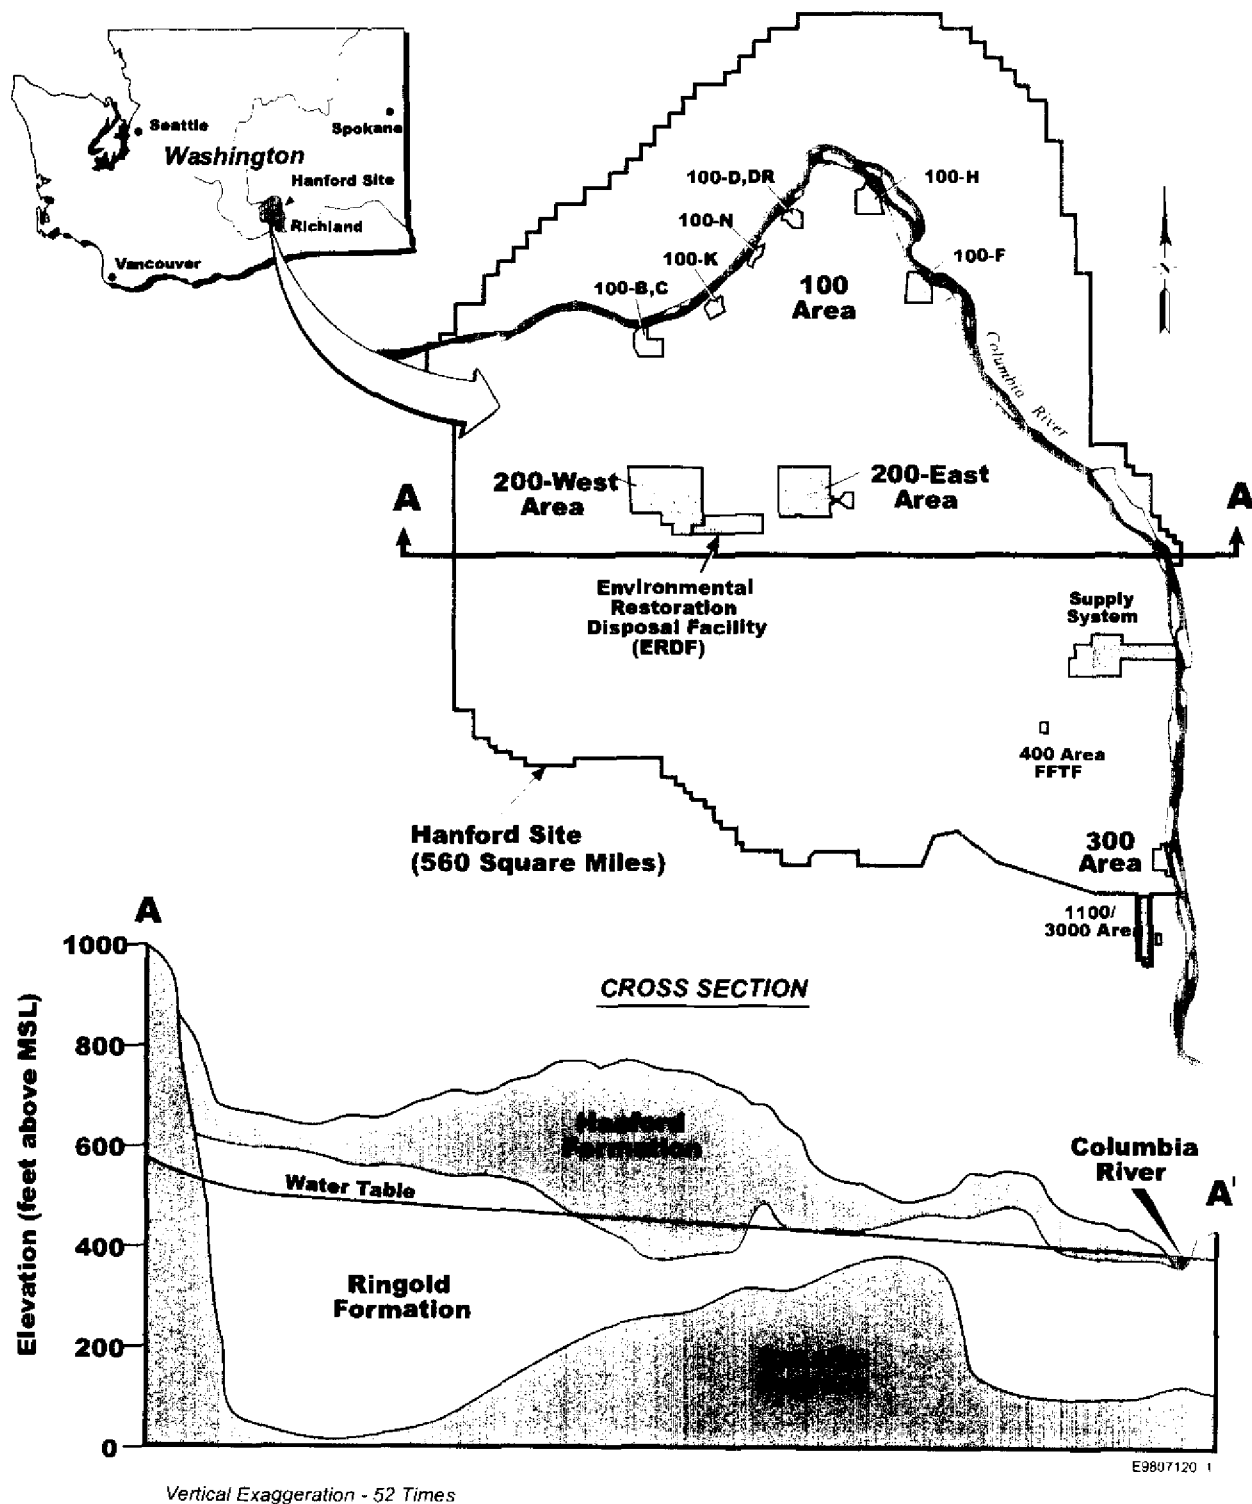 Seattle
Spokane
Washington
Hanford Site
Richland
Vancouver
100-D,DR
100-H
100-N
100-K
100-F
100-B,C
100
Area
N
Columbia River
A
200-West
Area
200-East
Area
A
Environmental
Restoration
Disposal Facility
(ERDF)
Supply
System
400 Area
FFTF
Hanford Site
(560 Square Miles)
300
Area
1100/
3000 Area
A
CROSS SECTION
Elevation (feet above MSL)
1000
800
600
400
200
0
Hanford
Formation
Water Table
Columbia
River
A'
Ringold
Formation
E9807120 1
Vertical Exaggeration - 52 Times